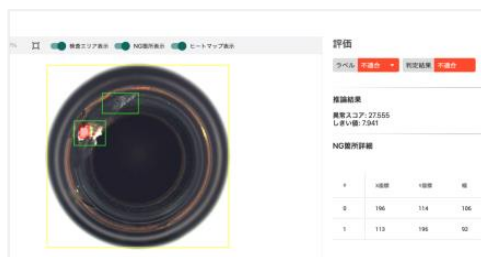 検査エリア表示 NG箇所表示 ヒートマップ表示
評価
ラベル 不適合 判定結果 不適合
推論結果
異常スコア: 27.555
しきい値: 7.941
NG箇所詳細
# X座標 Y座標 幅
0 196 114 106
1 113 196 92